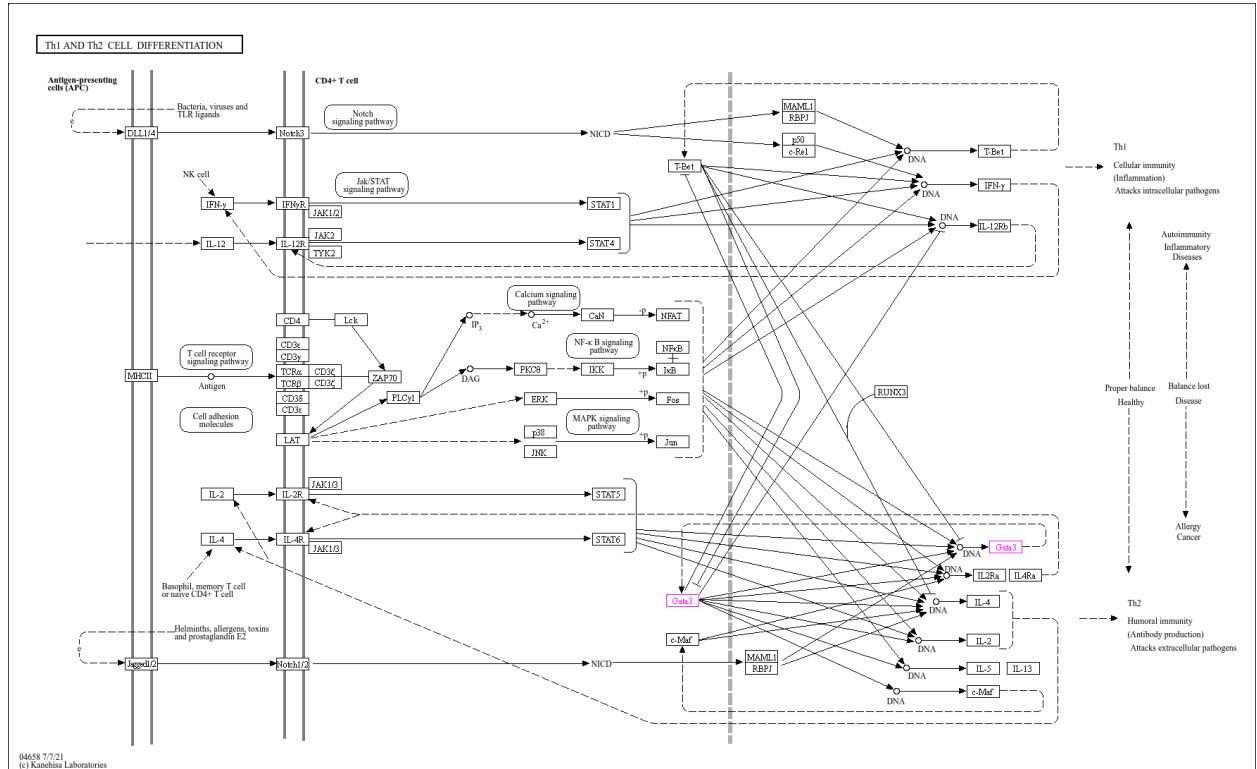 Th1 AND Th2 CELL DIFFERENTIATION
Antigen-presenting
cells (APC)
CD4+ T cell
Bacteria, viruses and
TLR ligands
e
DLL1/4
Notch3
Notch
signaling pathway
NICD
MAML1
RBPJ
p50
c-Rel
DNA
T-Bet
T-Bet
Th1
Cellular immunity
(Inflammation)
Attacks intracellular pathogens
NK cell
Jak/STAT
signaling pathway
IFN-γ
IFNγR
JAK1/2
STAT1
DNA
IFN-γ
IL-12
IL-12R
JAK2
TYK2
STAT4
DNA
IL-12Rb
Autoimmunity
Inflammatory
Diseases
Calcium signaling
pathway
CD4
Lck
IP3
Ca2+
CaN
-p
NFAT
CD3ε
CD3γ
NF-κ B signaling
pathway
NFκB
T cell receptor
signaling pathway
MHCII
Antigen
TCRα
CD3ζ
TCRβ
CD3ζ
ZAP70
DAG
PKCθ
IKK
+p
IκB
Cell adhesion
molecules
CD3δ
CD3ε
PLCγ1
ERK
+p
Fos
RUNX3
Proper balance
Healthy
Balance lost
Disease
LAT
p38
JNK
MAPK signaling
pathway
+p
Jun
IL-2
IL-2R
JAK1/3
STAT5
IL-4
IL-4R
JAK1/3
STAT6
Allergy
Cancer
DNA
Gata3
Basophil, memory T cell
or naive CD4+ T cell
DNA
IL2Ra
IL4Ra
Gata3
DNA
IL-4
Th2
Humoral immunity
(Antibody production)
Attacks extracellular pathogens
Helminths, allergens, toxins
and prostaglandin E2
e
c-Maf
DNA
IL-2
Jagged1/2
Notch1/2
NICD
MAML1
RBPJ
DNA
IL-5
IL-13
DNA
c-Maf
04658 7/7/21
(c) Kanehisa Laboratories